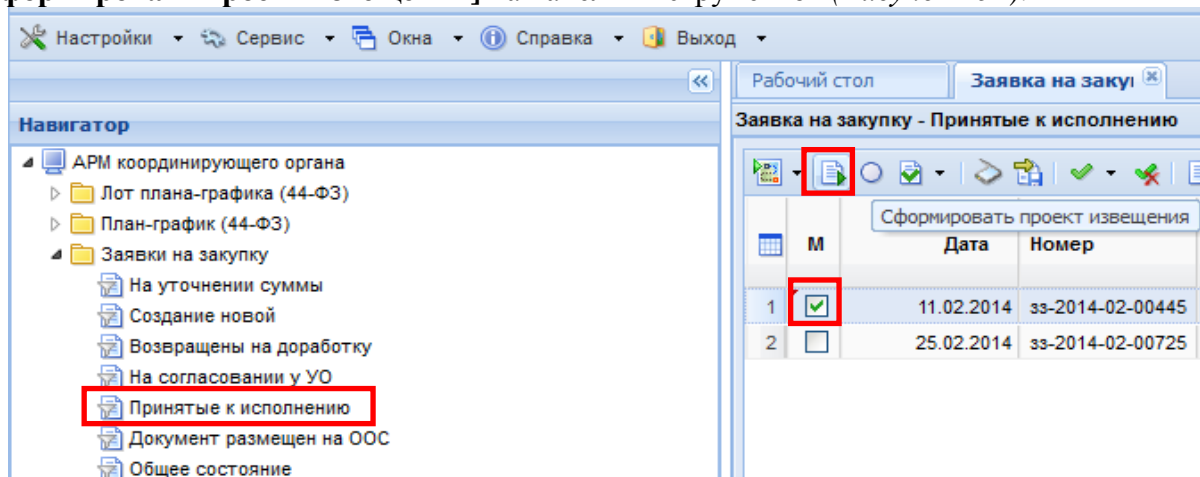 Настройки Сервис Окна Справка Выход
Навигатор
АРМ координирующего органа
Лот плана-графика (44-ФЗ)
План-график (44-ФЗ)
Заявки на закупку
На уточнении суммы
Создание новой
Возвращены на доработку
На согласовании у УО
Принятые к исполнению
Документ размещен на ООС
Общее состояние
Рабочий стол Заявка на заку
Заявка на закупку - Принятые к исполнению
Сформировать проект извещения
М Дата Номер
1 11.02.2014 зз-2014-02-00445
2 25.02.2014 зз-2014-02-00725